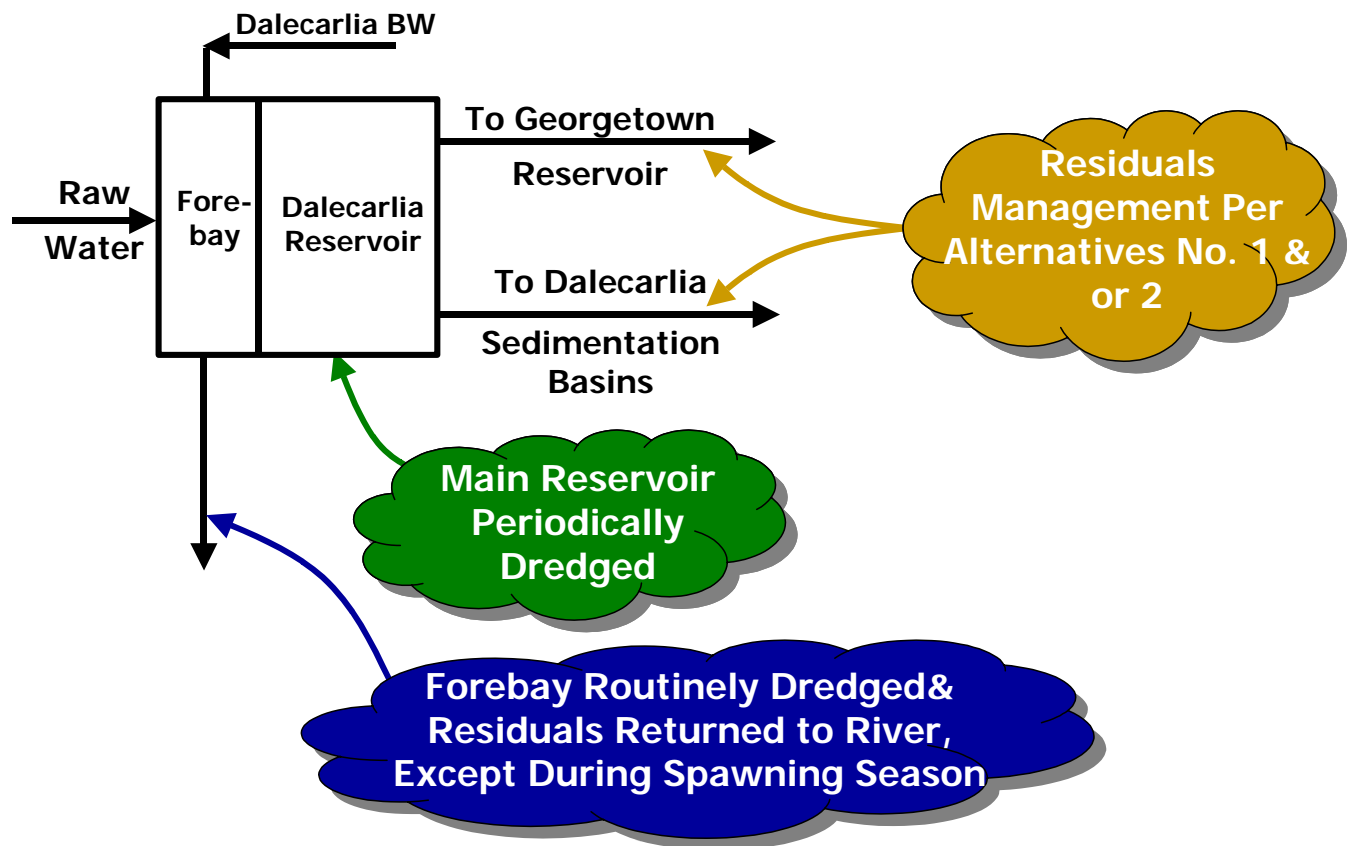 Dalecarlia BW
To Georgetown
Reservoir
Raw
Water
Fore-
bay
Dalecarlia
Reservoir
To Dalecarlia
Sedimentation
Basins
Residuals
Management Per
Alternatives No. 1 &
or 2
Main Reservoir
Periodically
Dredged
Forebay Routinely Dredged&
Residuals Returned to River,
Except During Spawning Season